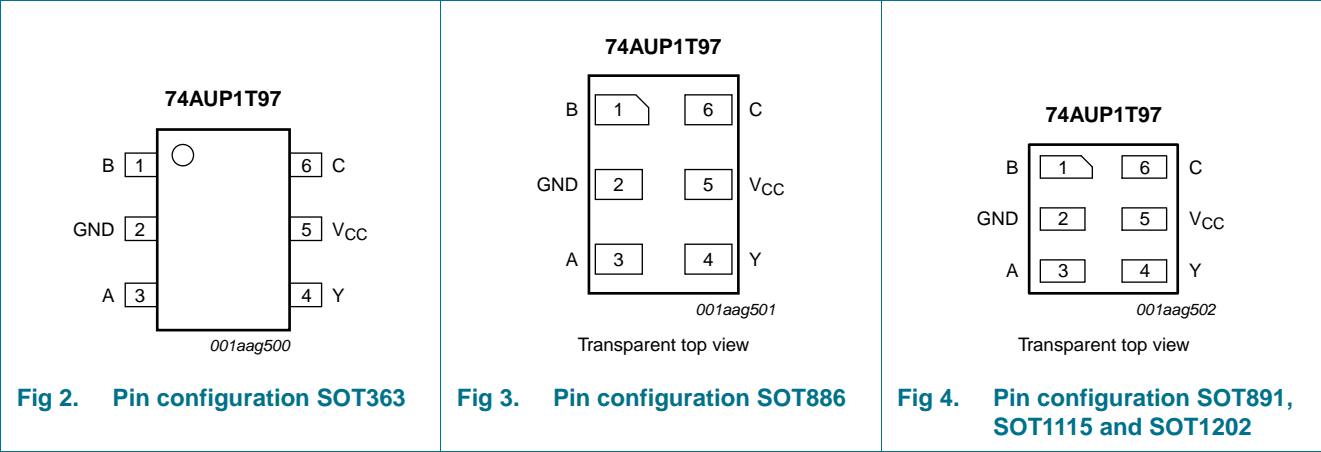 74AUP1T97
B 1 6 C
GND 2 5 VCC
A 3 4 Y
001aag500
Fig 2. Pin configuration SOT363
74AUP1T97
B 1 6 C
GND 2 5 VCC
A 3 4 Y
001aag501
Transparent top view
Fig 3. Pin configuration SOT886
74AUP1T97
B 1 6 C
GND 2 5 VCC
A 3 4 Y
001aag502
Transparent top view
Fig 4. Pin configuration SOT891,
SOT1115 and SOT1202